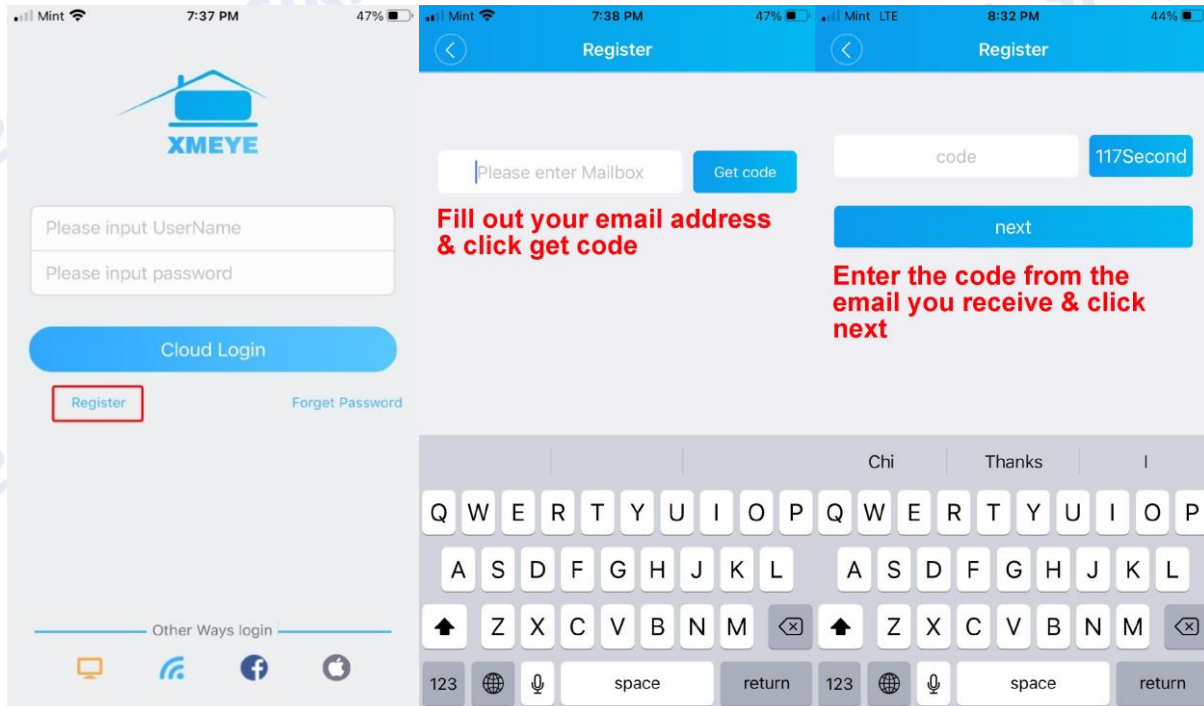 Mint 7:37 PM 47%
XMEYE
Please input UserName
Please input password
Cloud Login
Register Forget Password
Other Ways login
Mint 7:38 PM 47%
Register
Please enter Mailbox Get code
Fill out your email address
& click get code
Q W E R T Y U I O P
A S D F G H J K L
Z X C V B N M
123 space return
Mint LTE 8:32 PM 44%
Register
code 117Second
next
Enter the code from the
email you receive & click
next
Chi Thanks I
Q W E R T Y U I O P
A S D F G H J K L
Z X C V B N M
123 space return